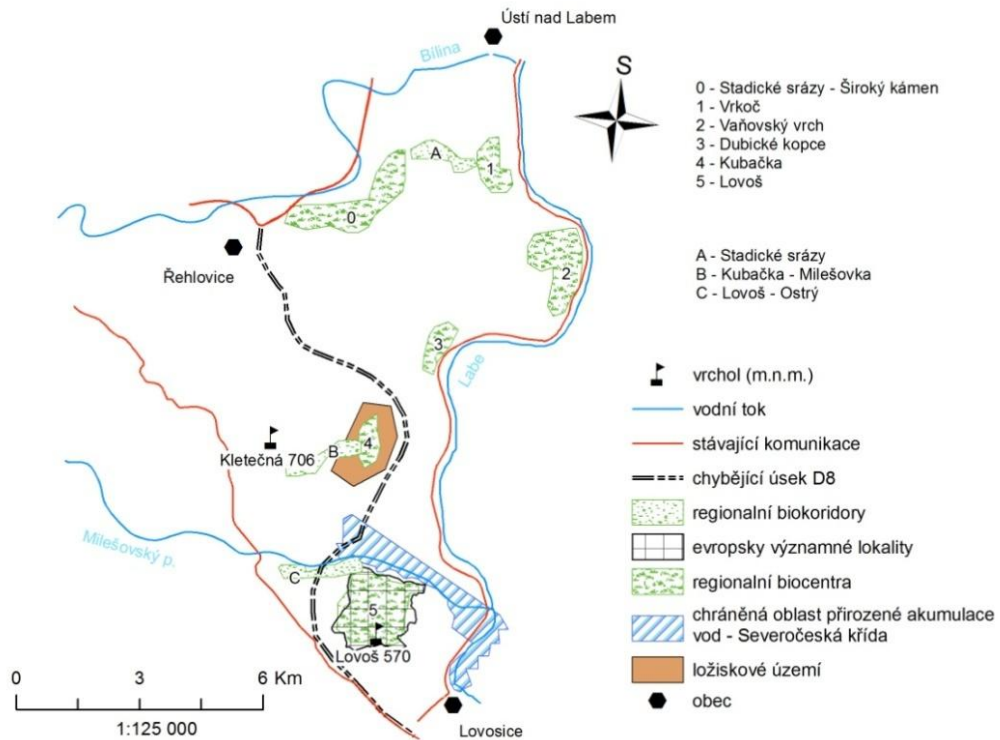 Ústí nad Labem
Bílina
S
0 - Stadické srázy - Široký kámen
1 - Vrkoč
2 - Vaňovský vrch
3 - Dubické kopce
4 - Kubačka
5 - Lovoš
A - Stadické srázy
B - Kubačka - Milešovka
C - Lovoš - Ostrý
A
1
0
2
Řehlovice
3
Labe
vrchol (m.n.m.)
vodní tok
stávající komunikace
chybějící úsek D8
regionalní biokoridory
evropsky významné lokality
regionalní biocentra
chráněná oblast přirozené akumulace
vod - Severočeská křída
ložiskové území
obec
4
B
Kletečná 706
Milešovský p.
C
5
Lovoš 570
0 3 6 Km
1:125 000
Lovosice